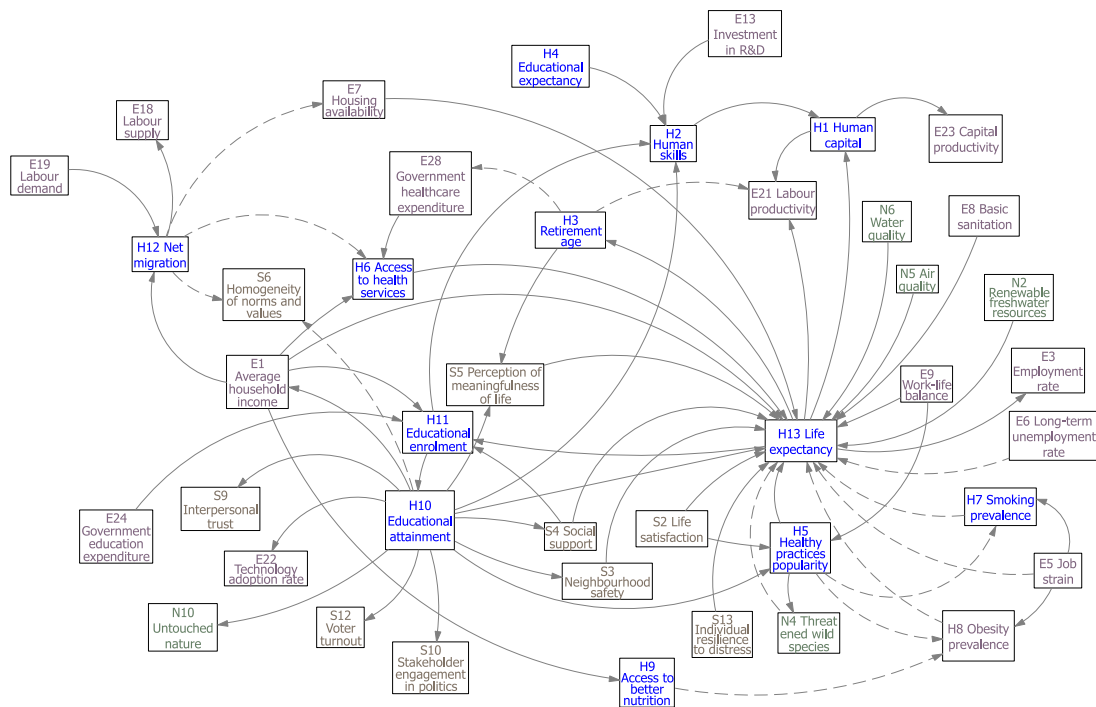 E13
Investment
in R&D
H4
Educational
expectancy
E7
Housing
availability
E18
Labour
supply
H2
Human
skills
H1 Human
capital
E23 Capital
productivity
E19
Labour
demand
E28
Government
healthcare
expenditure
E21 Labour
productivity
N6
Water
quality
E8 Basic
sanitation
H3
Retirement
age
H12 Net
migration
H6 Access
to health
services
S6
Homogeneity
of norms and
values
N5 Air
quality
N2
Renewable
freshwater
resources
E1
Average
household
income
S5 Perception of
meaningfulness
of life
E3
Employment
rate
E9
Work-life
balance
H11
Educational
enrolment
H13 Life
expectancy
E6 Long-term
unemployment
rate
S9
Interpersonal
trust
H10
Educational
attainment
H7 Smoking
prevalence
E24
Government
education
expenditure
S4 Social
support
S2 Life
satisfaction
H5
Healthy
practices
popularity
E22
Technology
adoption rate
S3
Neighbourhood
safety
E5 Job
strain
N10
Untouched
nature
S12
Voter
turnout
S13
Individual
resilience
to distress
N4 Threat
ened wild
species
H8 Obesity
prevalence
S10
Stakeholder
engagement
in politics
H9
Access to
better
nutrition